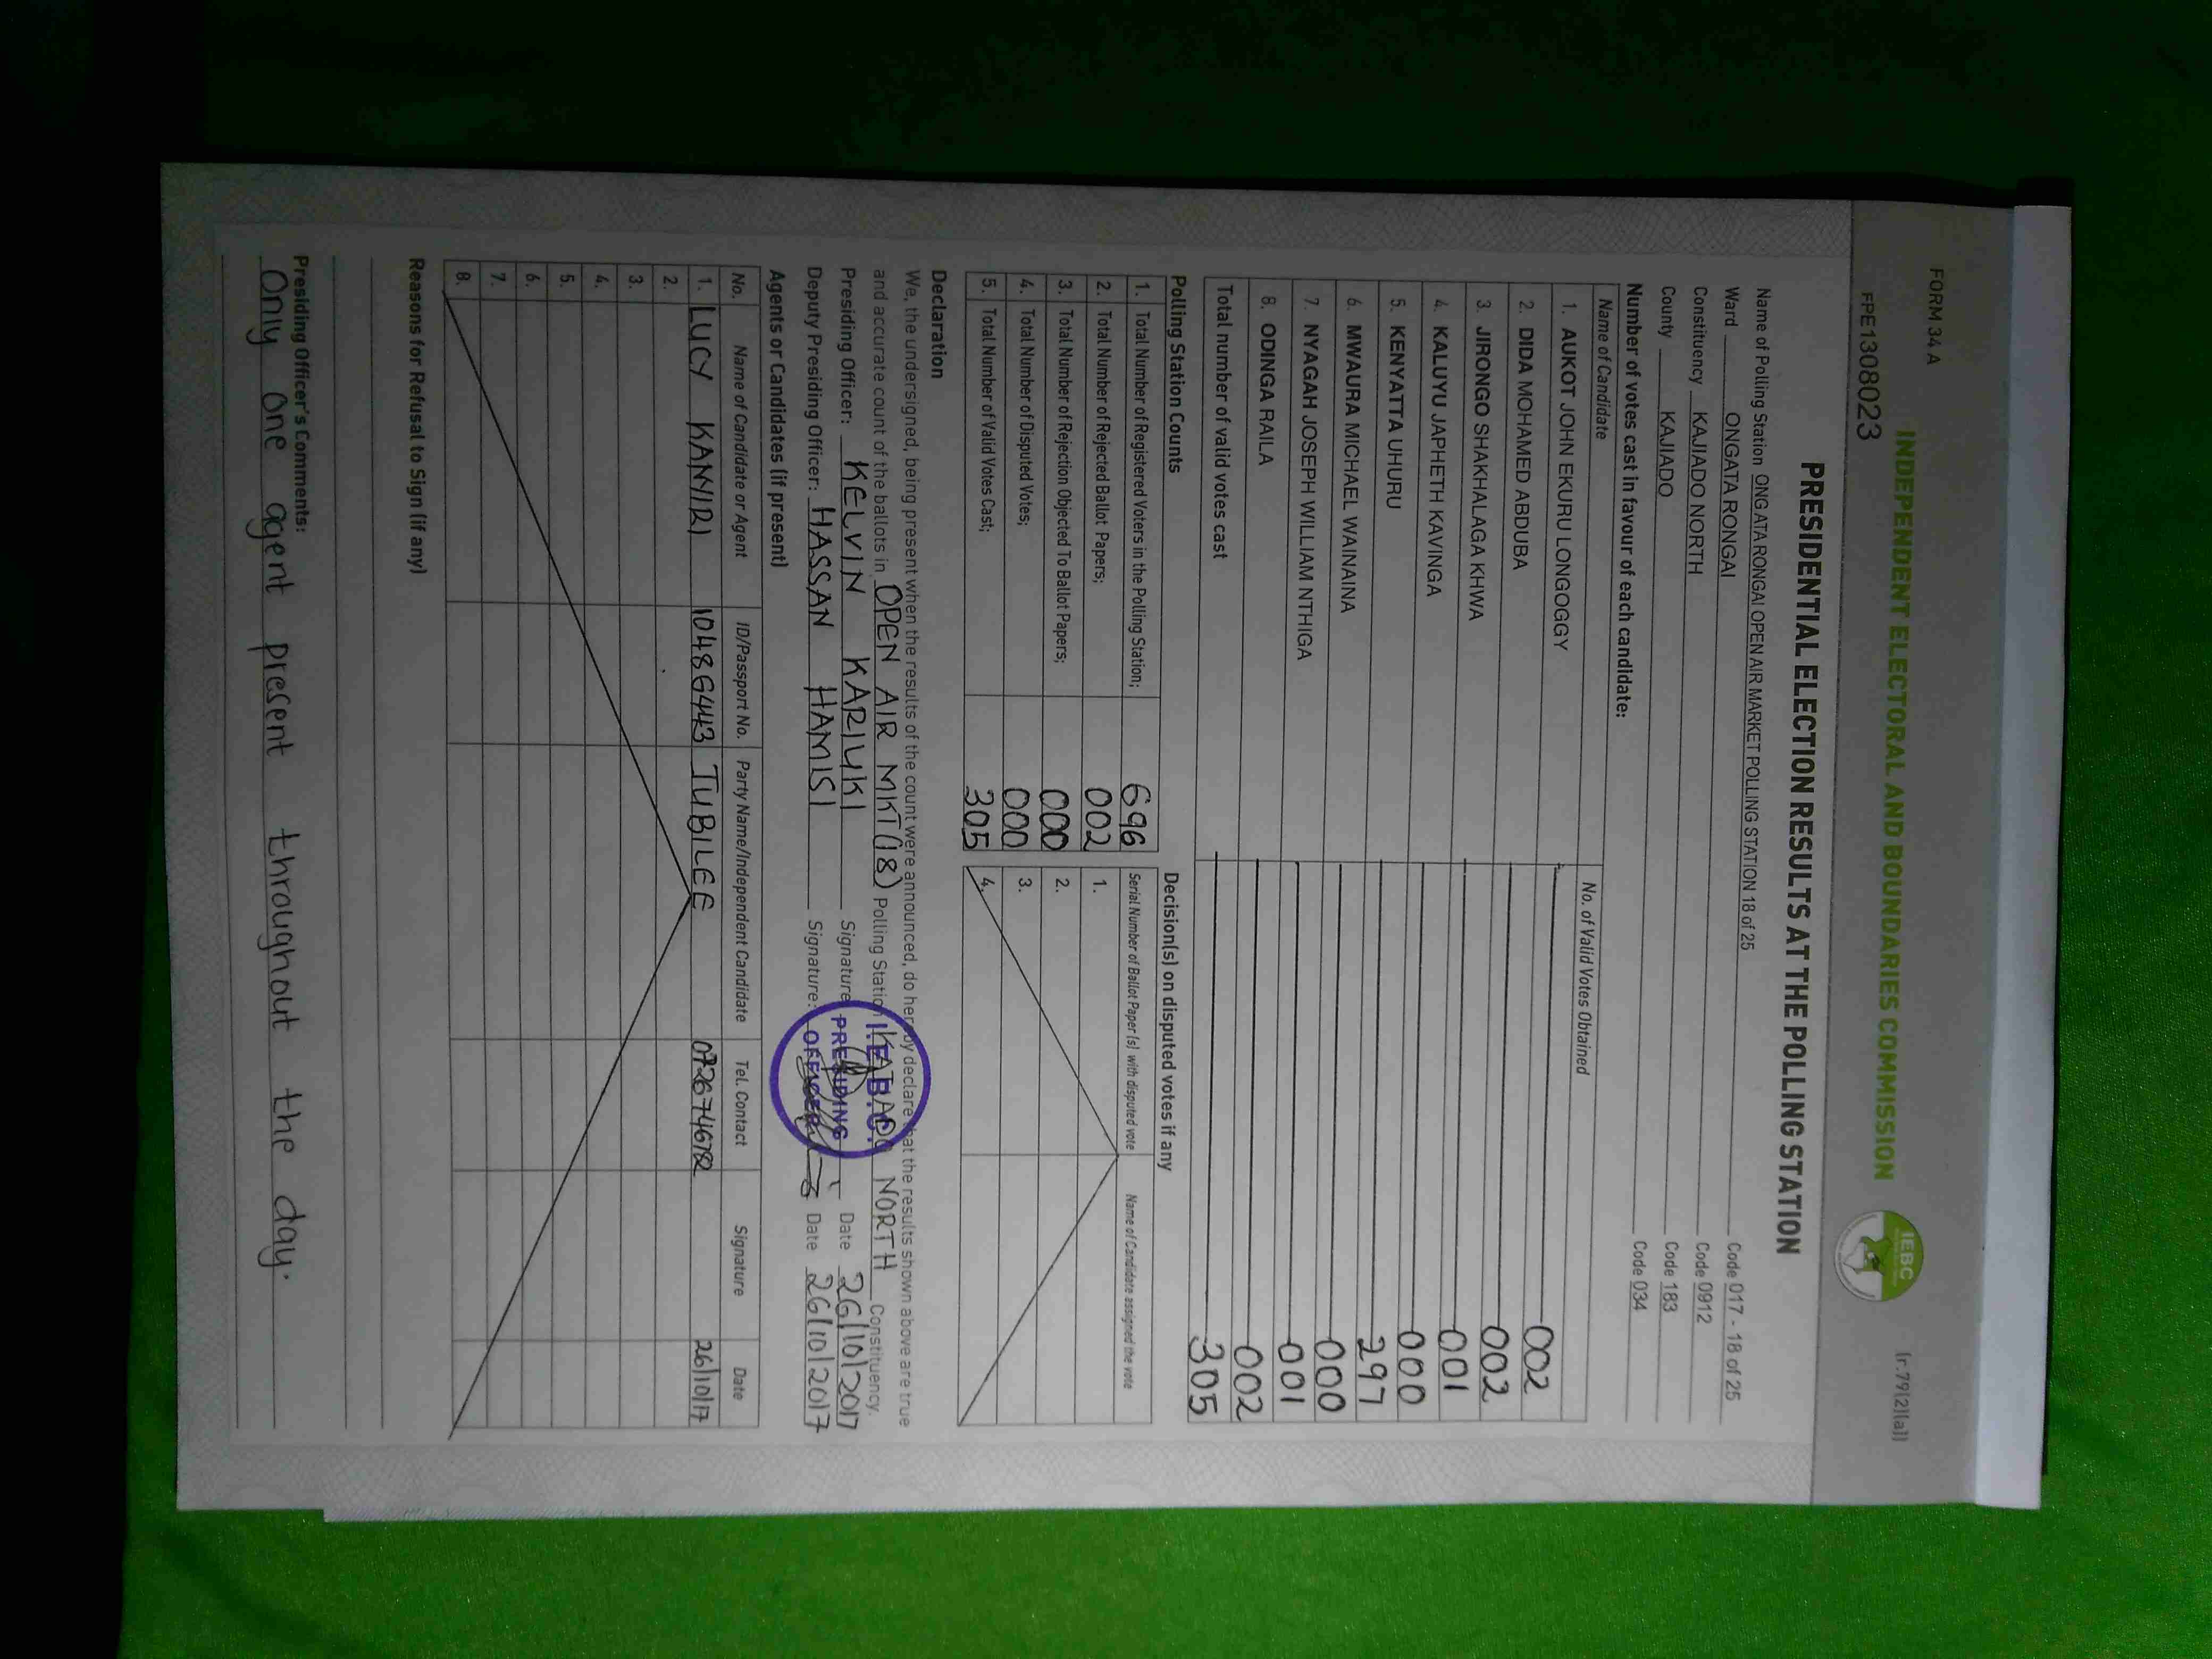 FORM 34 A
INDEPENDENT ELECTORAL AND BOUNDARIES COMMISSION
IEBC
(r.79(2)(a))
FPE1308023
PRESIDENTIAL ELECTION RESULTS AT THE POLLING STATION
Name of Polling Station ONGATA RONGAI OPEN AIR MARKET POLLING STATION 18 of 25 Code 017 - 18 of 25
Ward ONGATA RONGAI Code 0912
Constituency KAJIADO NORTH Code 183
County KAJIADO Code 034
Number of votes cast in favour of each candidate:
Name of Candidate No. of Valid Votes Obtained
1. AUKOT JOHN EKURU LONGOGGY 002
2. DIDA MOHAMED ABDUBA 002
3. JIRONGO SHAKHALAGA KHWA 001
4. KALUYU JAPHETH KAVINGA 000
5. KENYATTA UHURU 297
6. MWAURA MICHAEL WAINAINA 000
7. NYAGAH JOSEPH WILLIAM NTHIGA 001
8. ODINGA RAILA 002
Total number of valid votes cast 305
Polling Station Counts
1. Total Number of Registered Voters in the Polling Station; 696
2. Total Number of Rejected Ballot Papers; 002
3. Total Number of Rejection Objected To Ballot Papers; 000
4. Total Number of Disputed Votes; 000
5. Total Number of Valid Votes Cast; 305
Decision(s) on disputed votes if any
Serial Number of Ballot Paper (s) with disputed vote Name of Candidate assigned the vote
1.
2.
3.
4.
Declaration
We, the undersigned, being present when the results of the count were announced, do hereby declare that the results shown above are true
and accurate count of the ballots in OPEN AIR MKT (18) Polling Station KAJIADO NORTH Constituency.
Presiding Officer: KELVIN KARIUKI Signature Date 26/10/2017
Deputy Presiding Officer: HASSAN HAMISI Signature: Date 26/10/2017
I.E.B.C.
PRESIDING
OFFICER
Agents or Candidates (if present)
No. Name of Candidate or Agent ID/Passport No. Party Name/Independent Candidate Tel. Contact Signature Date
1. LUCY KANYIRI 10486443 JUBILEE 0726746782 26/10/17
2.
3.
4.
5.
6.
7.
8.
Reasons for Refusal to Sign (if any)
Presiding Officer's Comments:
Only one agent present throughout the day.